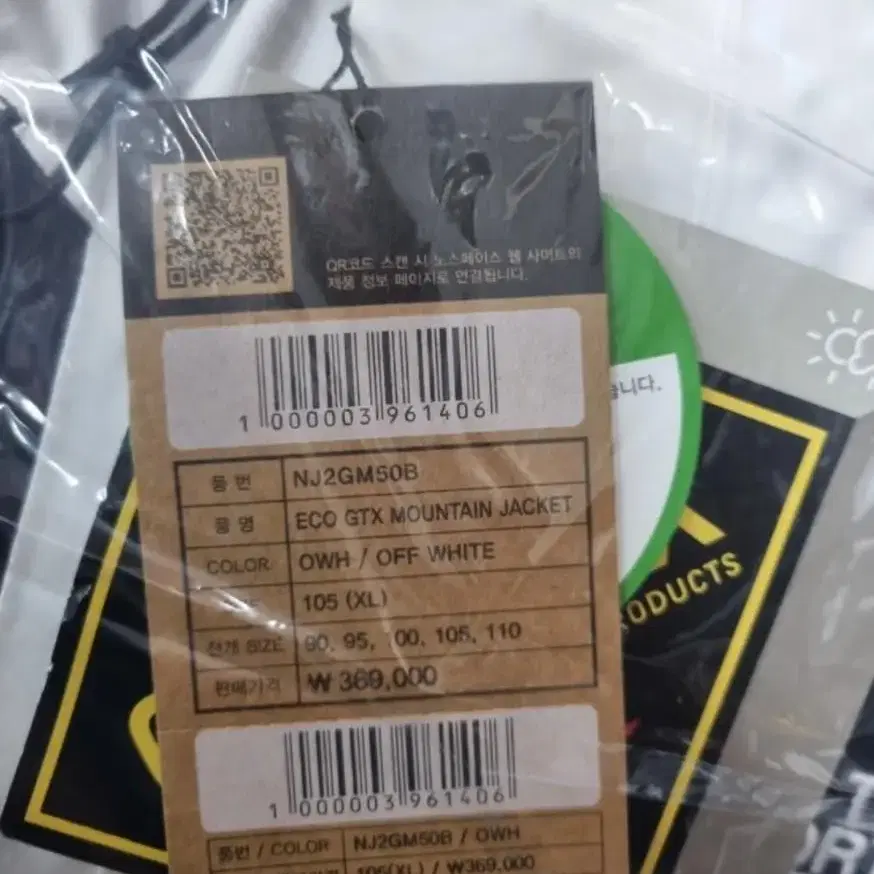 QR코드 스캔 시 노스페이스 웹 사이트의
제품 정보 페이지로 연결됩니다.
1 000003 961406
품 번 NJ2GM50B
품 명 ECO GTX MOUNTAIN JACKET
COLOR OWH / OFF WHITE
105 (XL)
전개 SIZE 90, 95, 100, 105, 110
판매가격 ₩ 369,000
1 000003 961406
품번 / COLOR NJ2GM50B / OWH
105(XL) / ₩369,000
습니다.
PRODUCTS